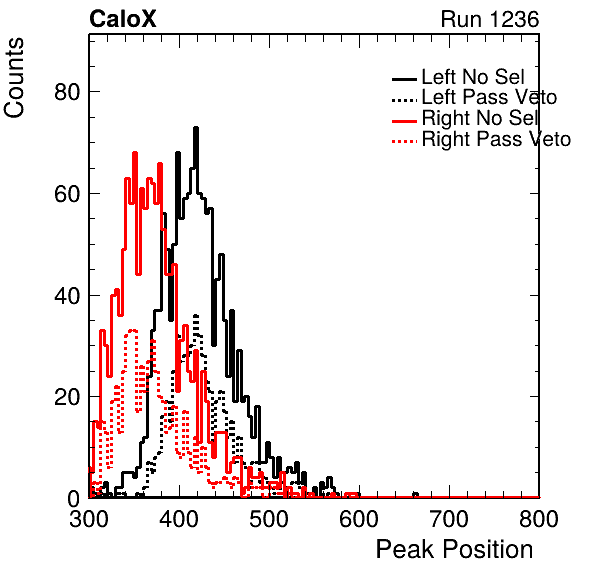 CaloX Run 1236
Counts
Left No Sel
Left Pass Veto
Right No Sel
Right Pass Veto
80
60
40
20
0
300 400 500 600 700 800
Peak Position